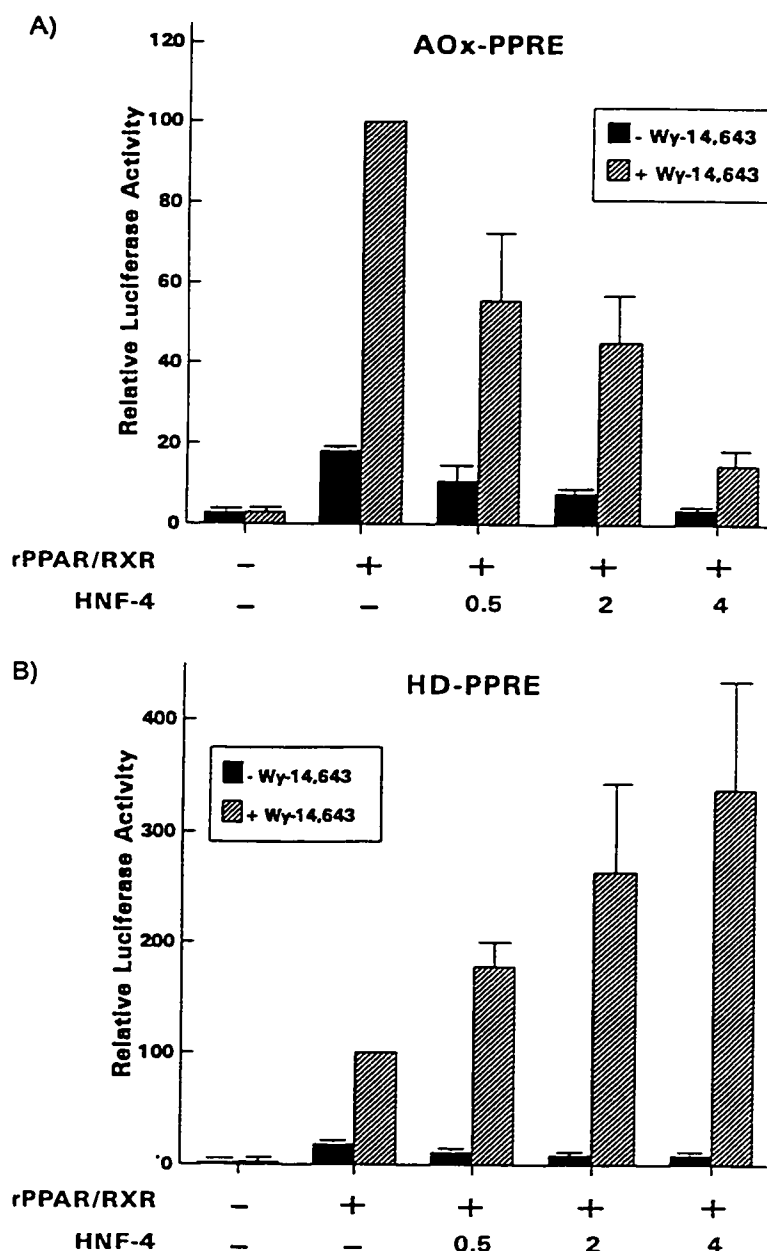 A)
AOx-PPRE
Relative Luciferase Activity
120
100
80
60
40
20
0
- Wy-14,643
+ Wy-14,643
rPPAR/RXR – + + + +
HNF-4 – – 0.5 2 4
B)
HD-PPRE
Relative Luciferase Activity
400
300
200
100
0
- Wy-14,643
+ Wy-14,643
rPPAR/RXR – + + + +
HNF-4 – – 0.5 2 4